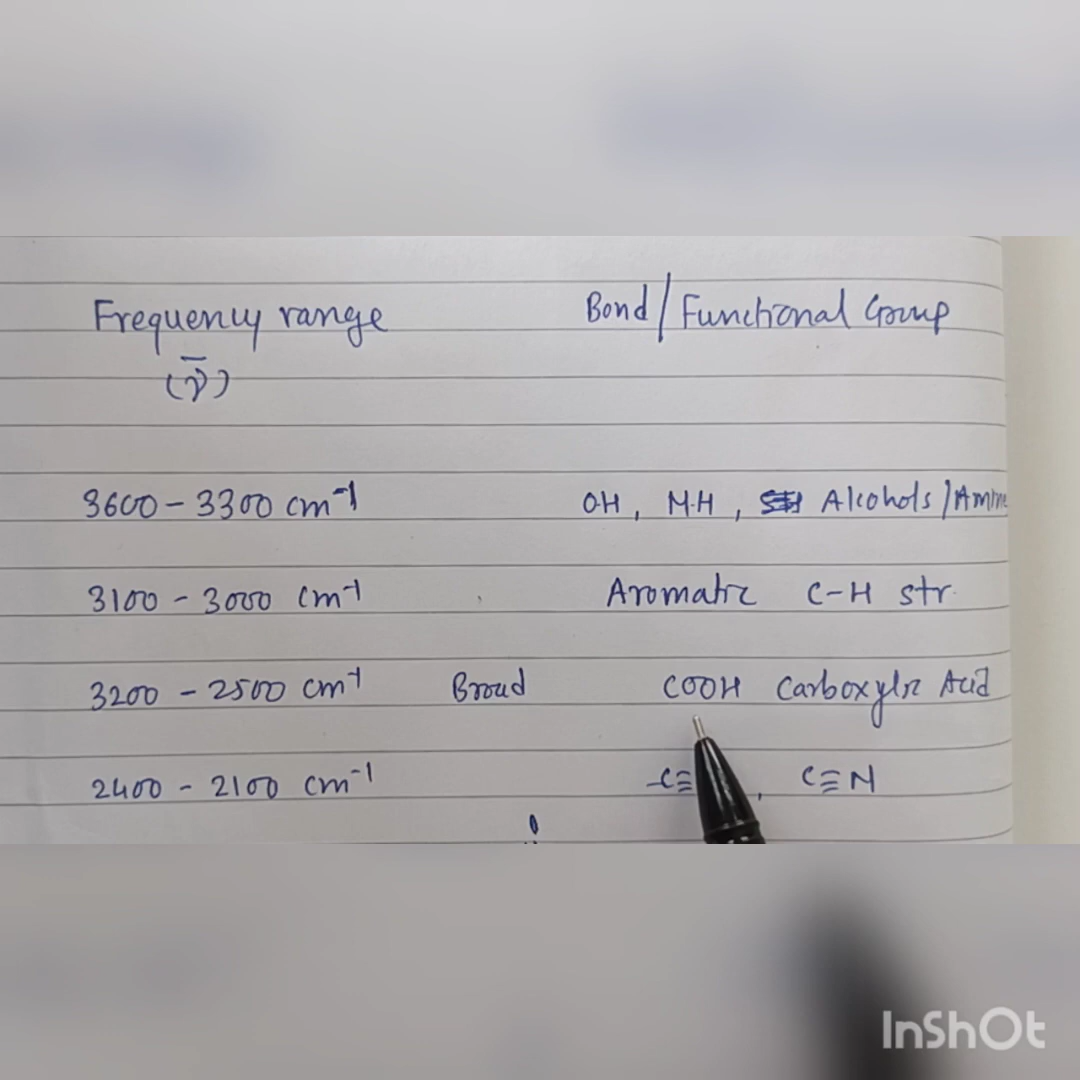 Frequency range Bond / Functional Group
(ν̅)
3600 - 3300 cm⁻¹ O-H, N-H, Alcohols / Amine
3100 - 3000 cm⁻¹ Aromatic C-H str.
3200 - 2500 cm⁻¹ Broad COOH Carboxylic Acid
2400 - 2100 cm⁻¹ -C≡ , C≡N
InShOt